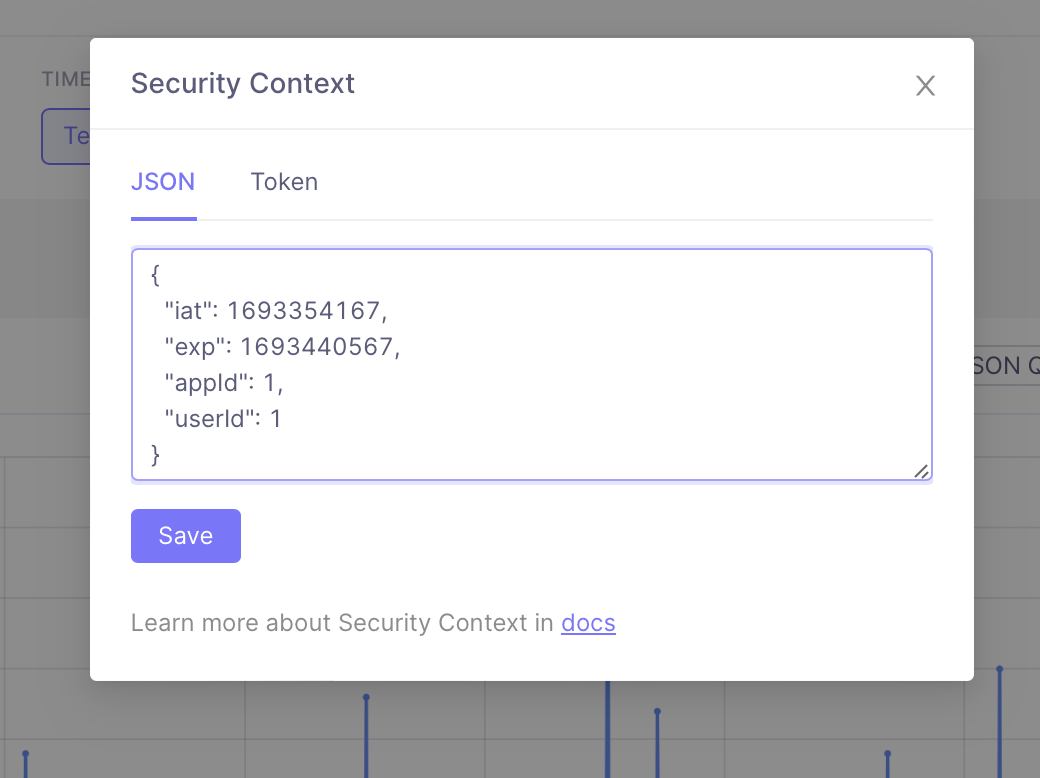 TIME
Te
Security Context
JSON Token
{
"iat": 1693354167,
"exp": 1693440567,
"appId": 1,
"userId": 1
}
SON Q
Save
Learn more about Security Context in docs